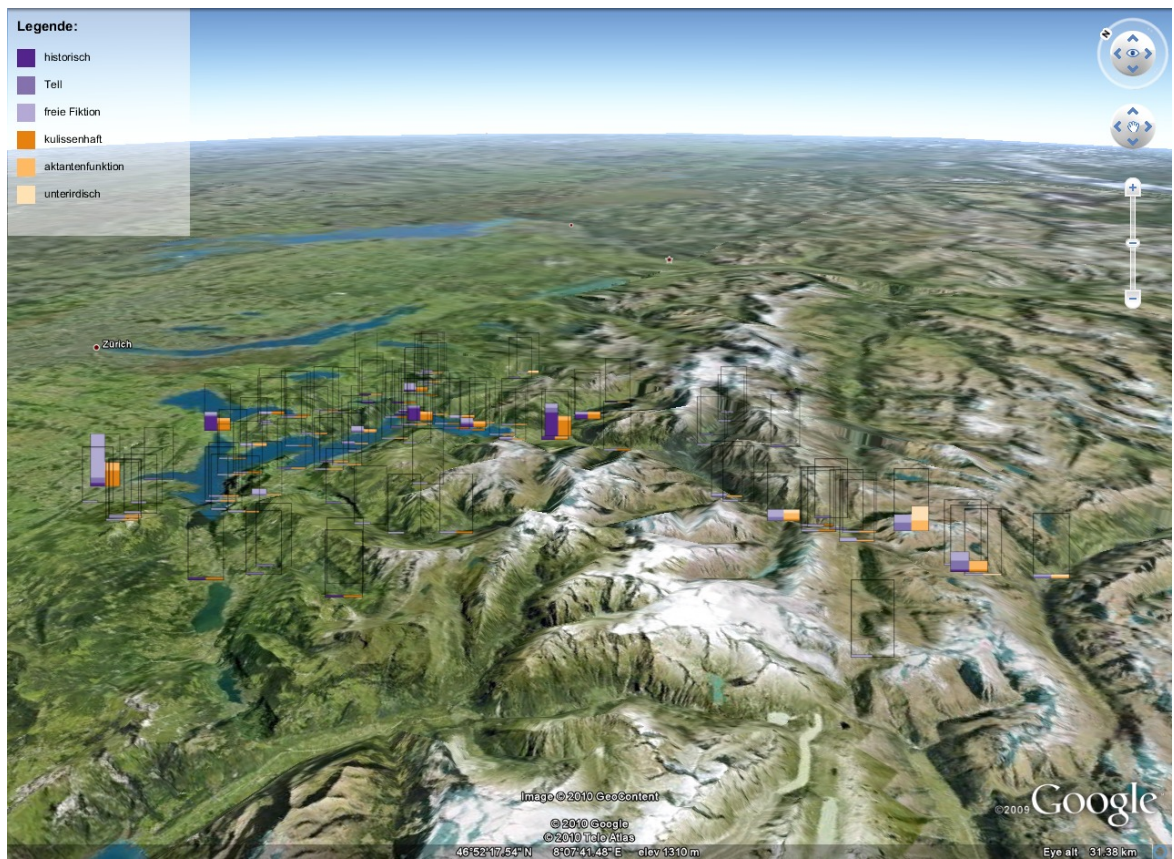 Legende:
historisch
Tell
freie Fiktion
kulissenhaft
aktantenfunktion
unterirdisch
N
Zürich
Image © 2010 GeoContent
© 2010 Google
© 2010 Tele Atlas
©2009 Google
46°52'17.54" N 8°07'41.48" E elev 1310 m
Eye alt 31.38 km